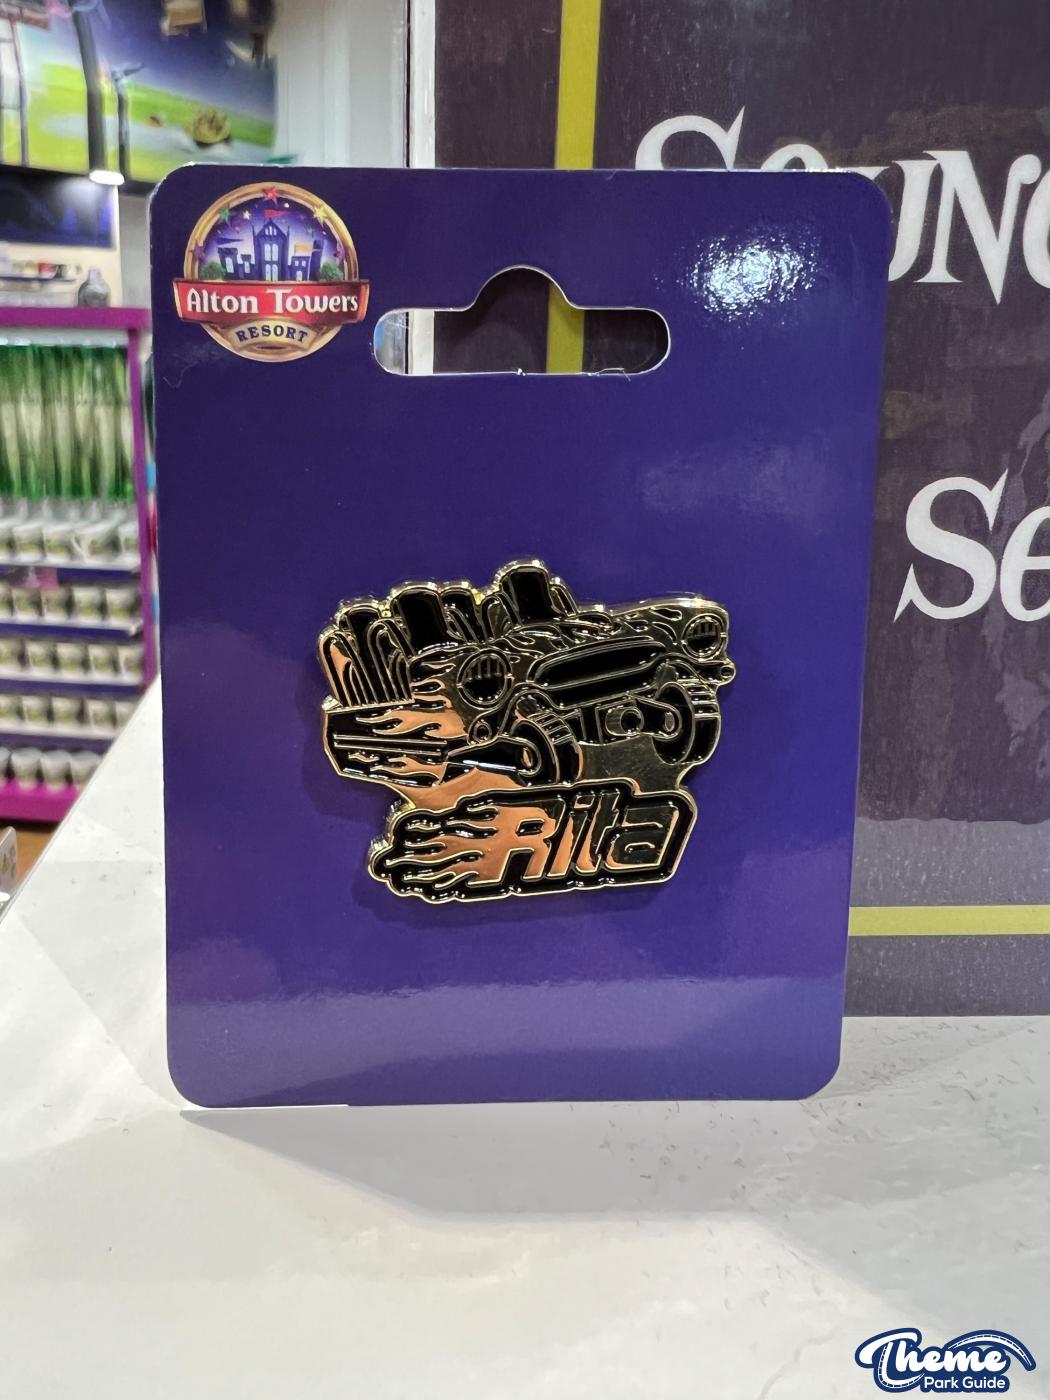 Alton Towers
RESORT
Rita
Theme
Park Guide